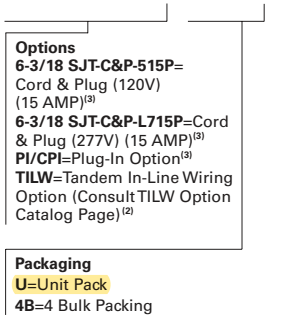 Options
6-3/18 SJT-C&P-515P=
Cord & Plug (120V)
(15 AMP)(3)
6-3/18 SJT-C&P-L715P=Cord
& Plug (277V) (15 AMP)(3)
PI/CPI=Plug-In Option(3)
TILW=Tandem In-Line Wiring
Option (Consult TILW Option
Catalog Page)(2)
Packaging
U=Unit Pack
4B=4 Bulk Packing